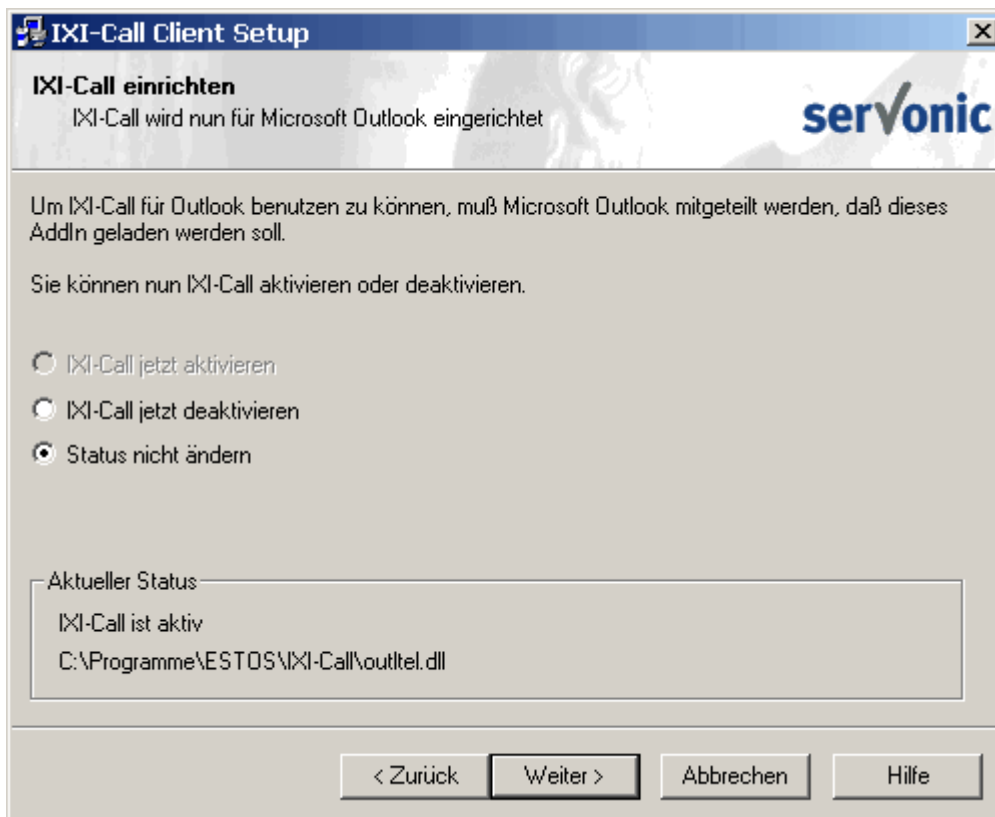 IXI-Call Client Setup
IXI-Call einrichten
IXI-Call wird nun für Microsoft Outlook eingerichtet
servonic
Um IXI-Call für Outlook benutzen zu können, muß Microsoft Outlook mitgeteilt werden, daß dieses
AddIn geladen werden soll.
Sie können nun IXI-Call aktivieren oder deaktivieren.
IXI-Call jetzt aktivieren
IXI-Call jetzt deaktivieren
Status nicht ändern
Aktueller Status
IXI-Call ist aktiv
C:\Programme\ESTOS\IXI-Call\outltel.dll
< Zurück
Weiter >
Abbrechen
Hilfe